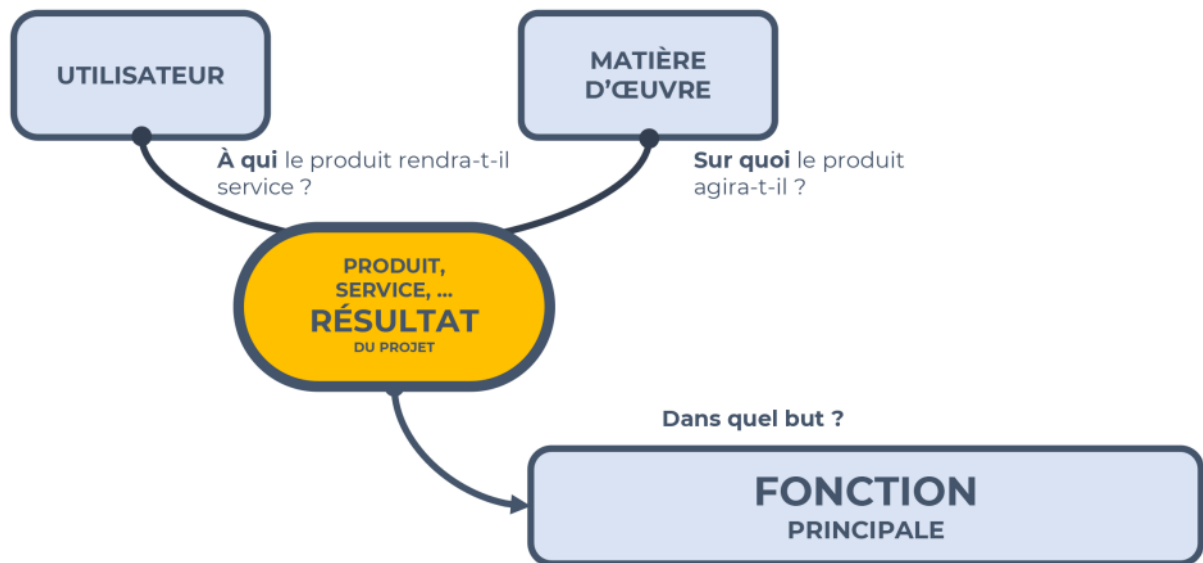 UTILISATEUR
MATIÈRE
D'ŒUVRE
À qui le produit rendra-t-il
service ?
Sur quoi le produit
agira-t-il ?
PRODUIT,
SERVICE, ...
RÉSULTAT
DU PROJET
Dans quel but ?
FONCTION
PRINCIPALE